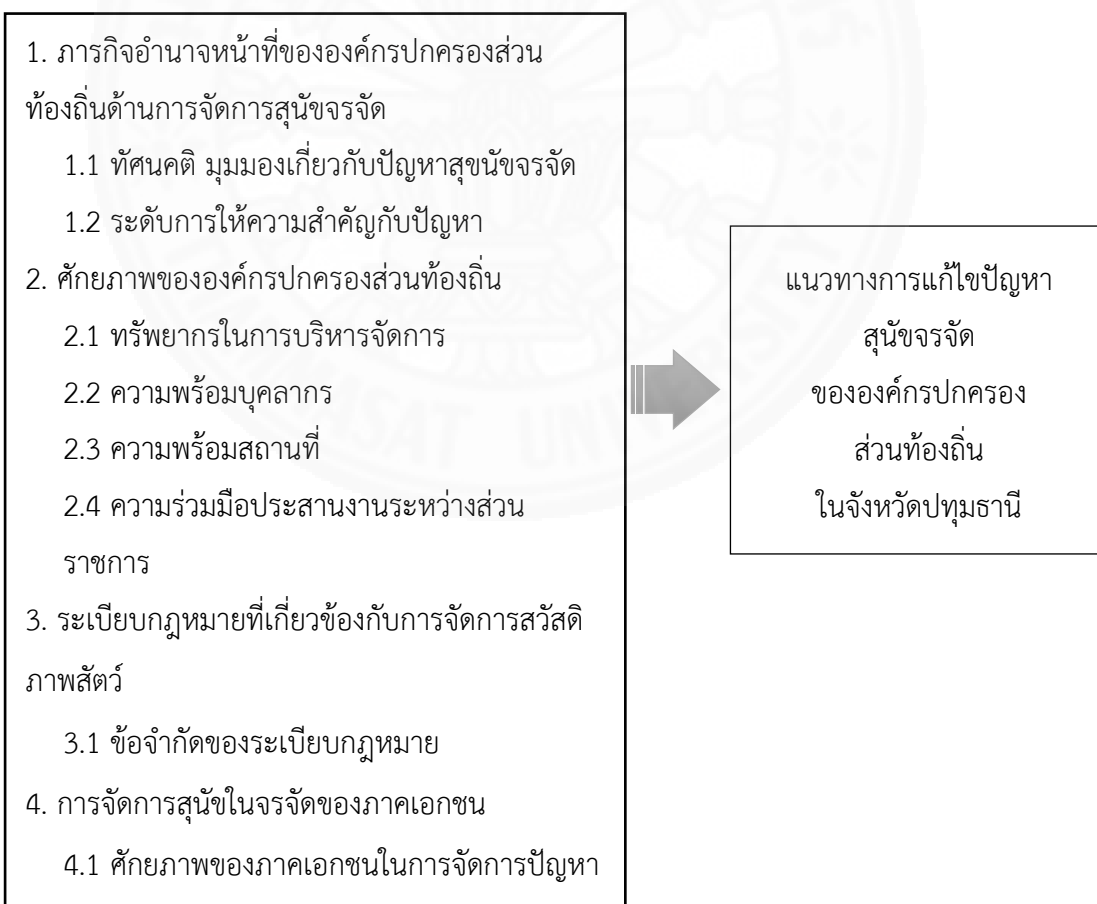 1. ภารกิจอำนาจหน้าที่ขององค์กรปกครองส่วน
ท้องถิ่นด้านการจัดการสุนัขจรจัด
1.1 ทัศนคติ มุมมองเกี่ยวกับปัญหาสุขนัขจรจัด
1.2 ระดับการให้ความสำคัญกับปัญหา
2. ศักยภาพขององค์กรปกครองส่วนท้องถิ่น
2.1 ทรัพยากรในการบริหารจัดการ
2.2 ความพร้อมบุคลากร
2.3 ความพร้อมสถานที่
2.4 ความร่วมมือประสานงานระหว่างส่วน
ราชการ
3. ระเบียบกฎหมายที่เกี่ยวข้องกับการจัดการสวัสดิ
ภาพสัตว์
3.1 ข้อจำกัดของระเบียบกฎหมาย
4. การจัดการสุนัขในจรจัดของภาคเอกชน
4.1 ศักยภาพของภาคเอกชนในการจัดการปัญหา
แนวทางการแก้ไขปัญหา
สุนัขจรจัด
ขององค์กรปกครอง
ส่วนท้องถิ่น
ในจังหวัดปทุมธานี